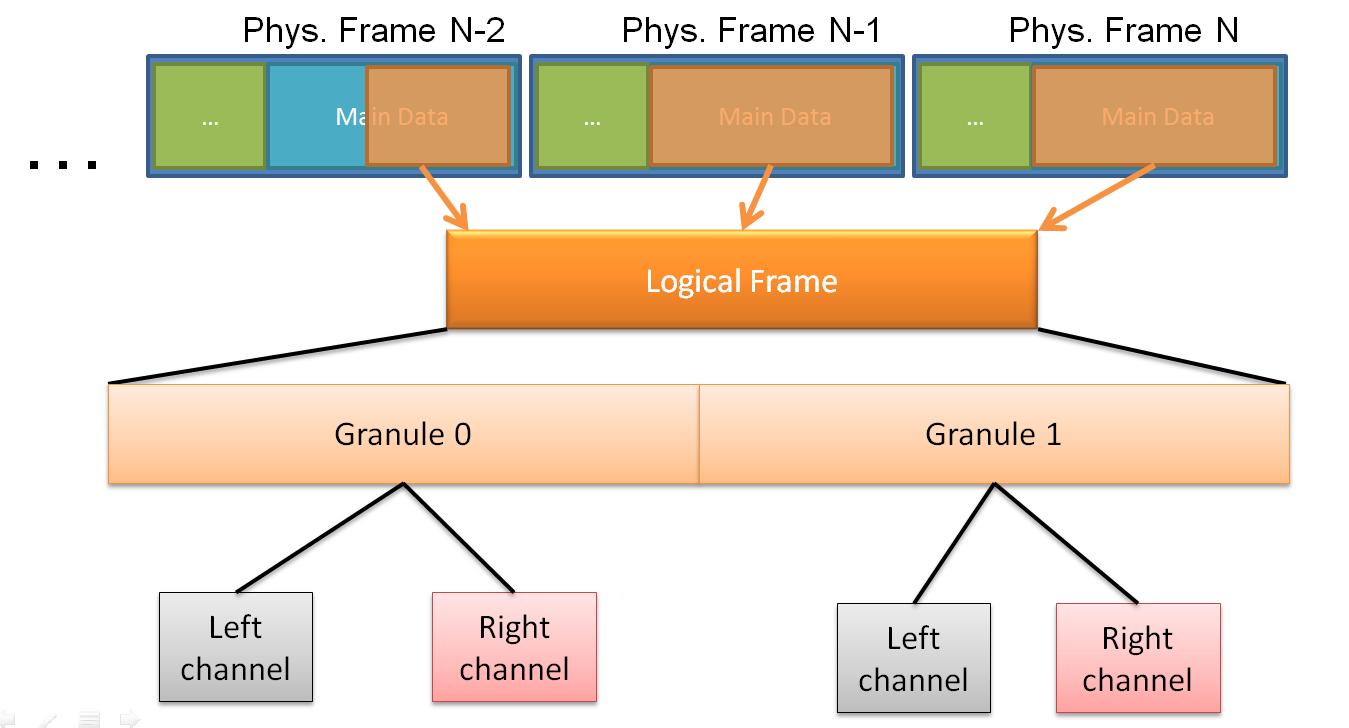 Phys. Frame N-2
Phys. Frame N-1
Phys. Frame N
...
Main Data
...
Main Data
...
Main Data
...
Logical Frame
Granule 0
Granule 1
Left
channel
Right
channel
Left
channel
Right
channel